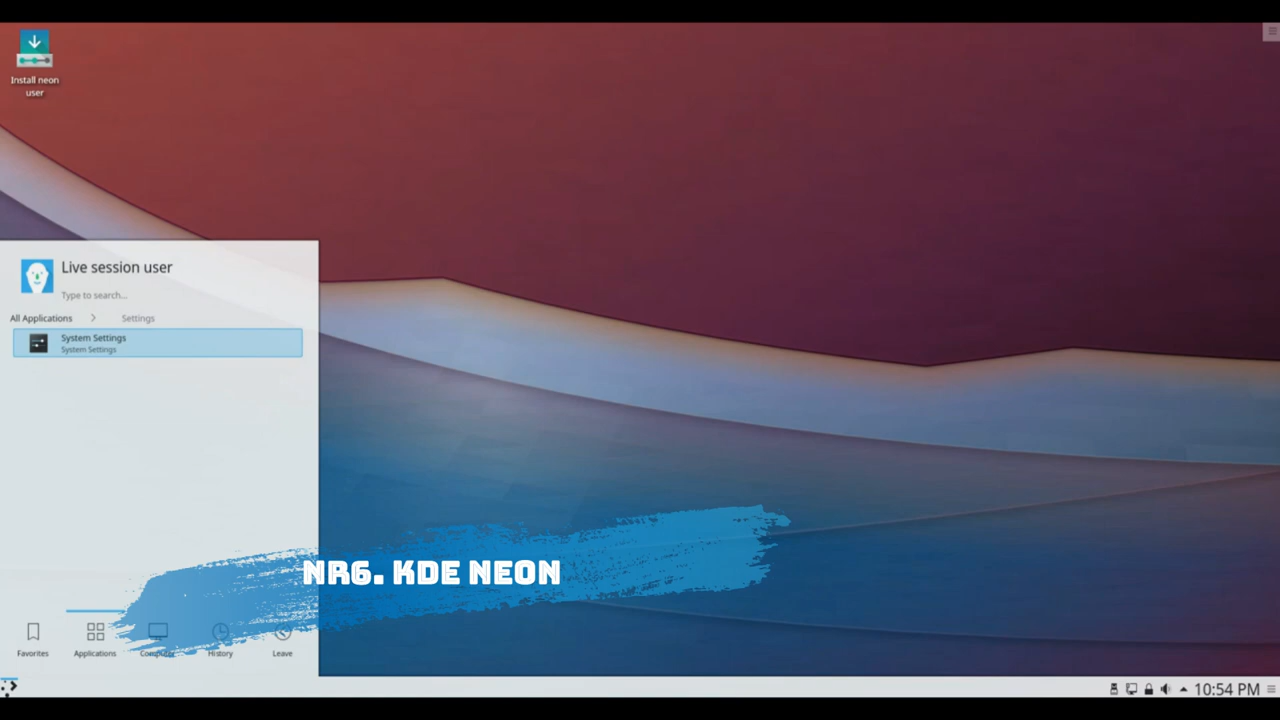 Install neon
user
Live session user
Type to search...
All Applications > Settings
System Settings
System Settings
NR6. KDE NEON
Favorites
Applications
Computer
History
Leave
10:54 PM